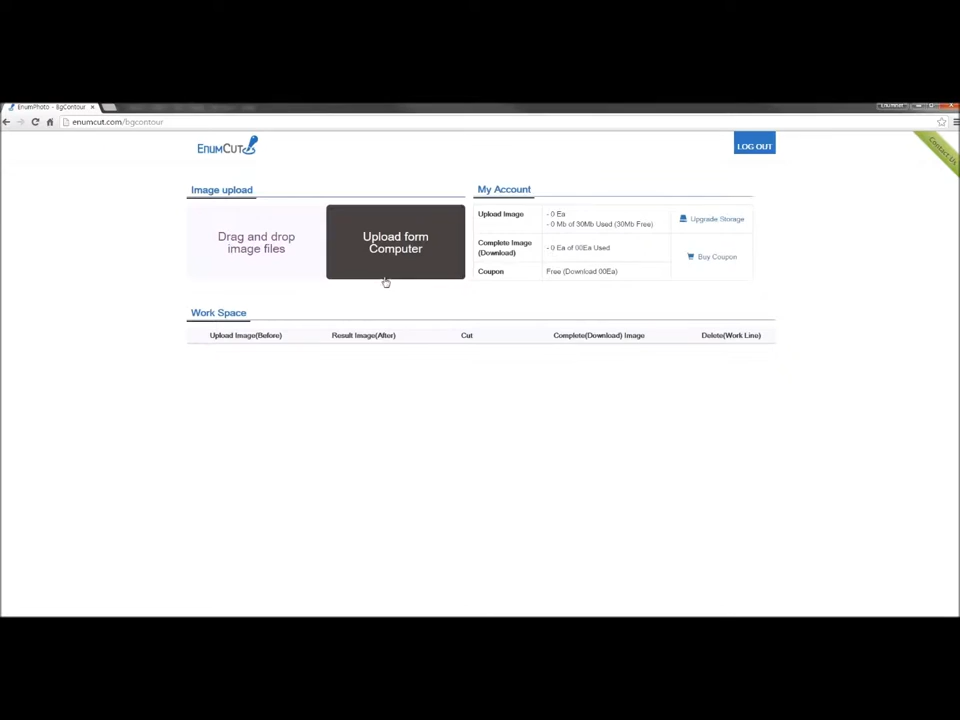 EnumPhoto - BgContour
enumcut.com/bgcontour
Contact Us
ENUMCUT
LOG OUT
Image upload
Drag and drop
image files
Upload form
Computer
My Account
Upload Image
- 0 Ea
- 0 Mb of 30Mb Used (30Mb Free)
Upgrade Storage
Complete Image
(Download)
- 0 Ea of 00Ea Used
Buy Coupon
Coupon
Free (Download 00Ea)
Work Space
Upload Image(Before)
Result Image(After)
Cut
Complete(Download) Image
Delete(Work Line)